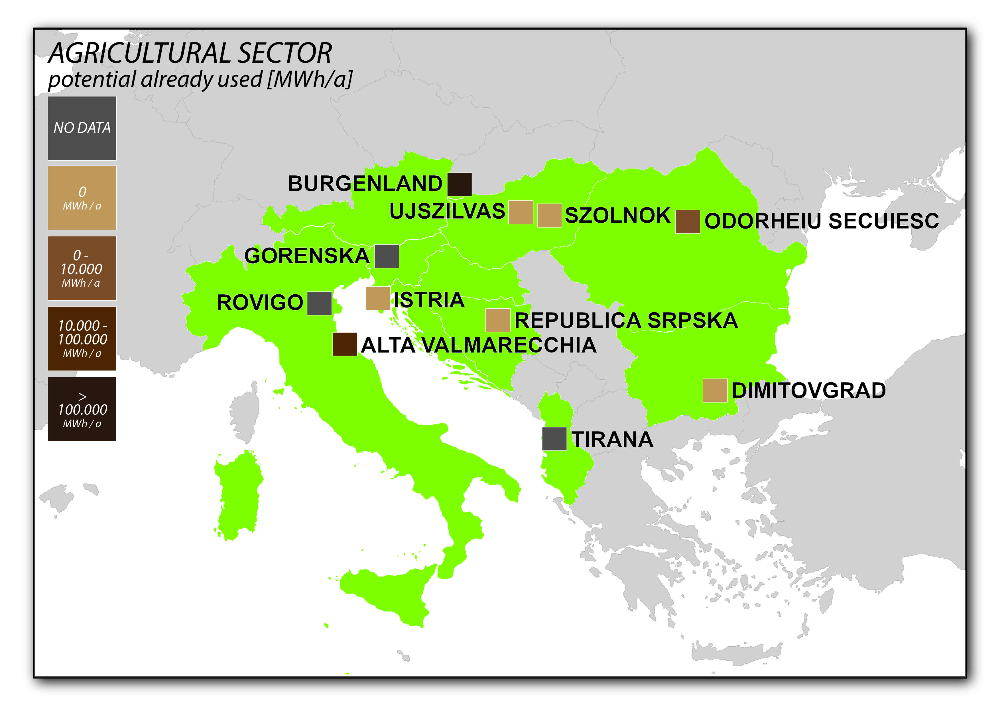 AGRICULTURAL SECTOR
potential already used [MWh/a]
NO DATA
0
MWh / a
0 -
10.000
MWh / a
10.000 -
100.000
MWh / a
>
100.000
MWh / a
BURGENLAND
UJSZILVAS
SZOLNOK
ODORHEIU SECUIESC
GORENSKA
ROVIGO
ISTRIA
REPUBLICA SRPSKA
ALTA VALMARECCHIA
DIMITOVGRAD
TIRANA